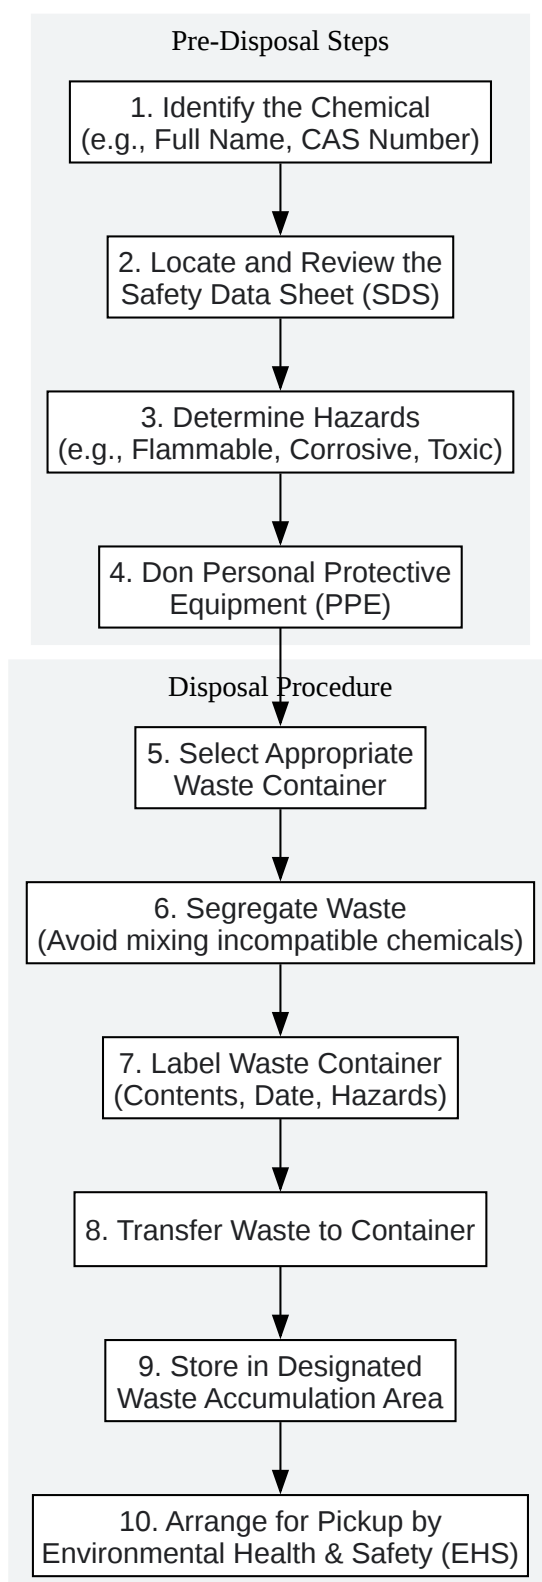 Pre-Disposal Steps
1. Identify the Chemical
(e.g., Full Name, CAS Number)
2. Locate and Review the
Safety Data Sheet (SDS)
3. Determine Hazards
(e.g., Flammable, Corrosive, Toxic)
4. Don Personal Protective
Equipment (PPE)
Disposal Procedure
5. Select Appropriate
Waste Container
6. Segregate Waste
(Avoid mixing incompatible chemicals)
7. Label Waste Container
(Contents, Date, Hazards)
8. Transfer Waste to Container
9. Store in Designated
Waste Accumulation Area
10. Arrange for Pickup by
Environmental Health & Safety (EHS)